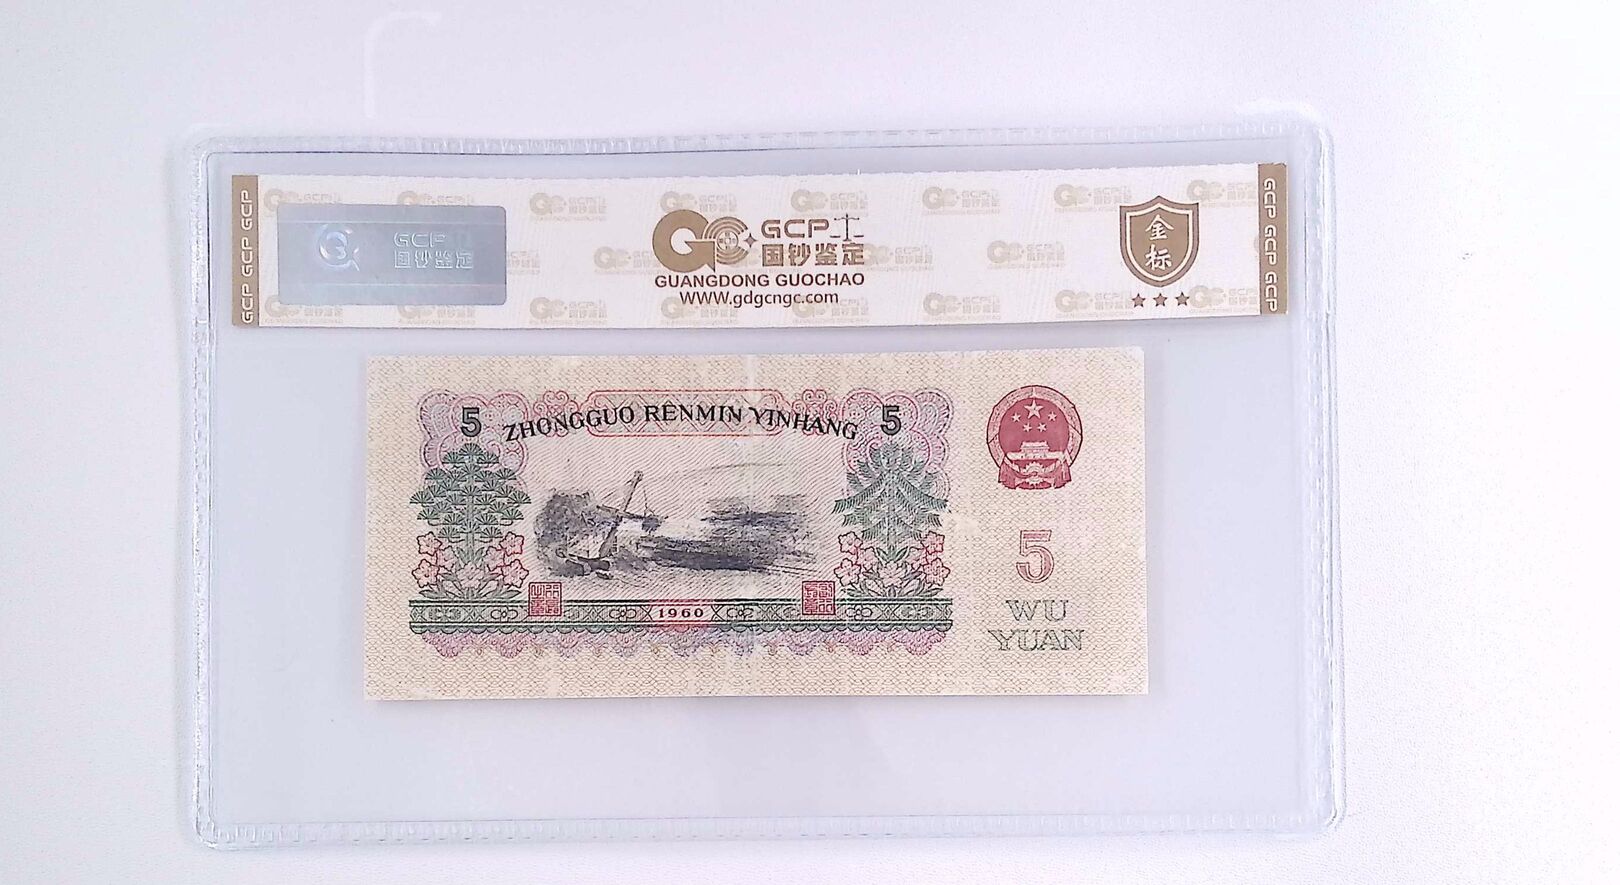 GCP GCP GCP
GCP
国钞鉴定
GCP
国钞鉴定
GUANGDONG GUOCHAO
WWW.gdgcngc.com
金
标
GCP GCP GCP
5 ZHONGGUO RENMIN YINHANG 5
1960
5
WU
YUAN